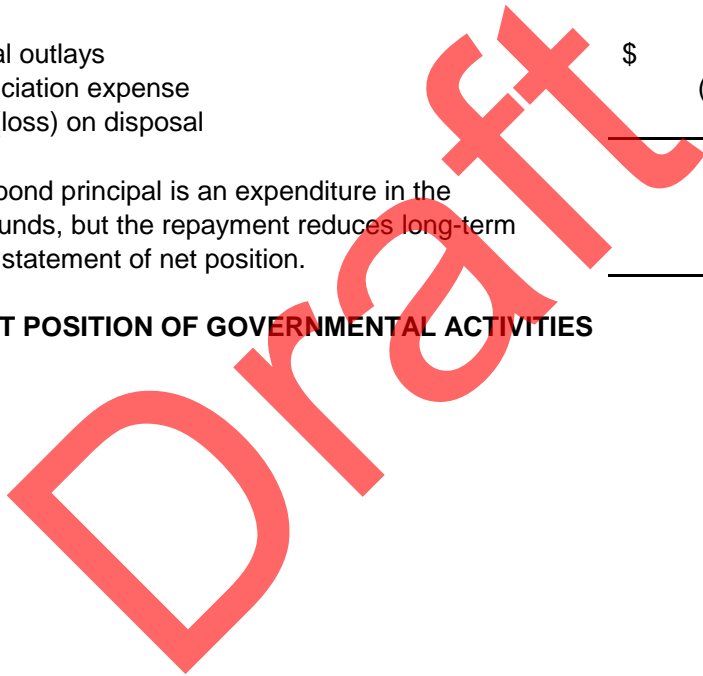 al outlays $
ciation expense (
loss) on disposal
bond principal is an expenditure in the
unds, but the repayment reduces long-term
statement of net position.
T POSITION OF GOVERNMENTAL ACTIVITIES
Draft